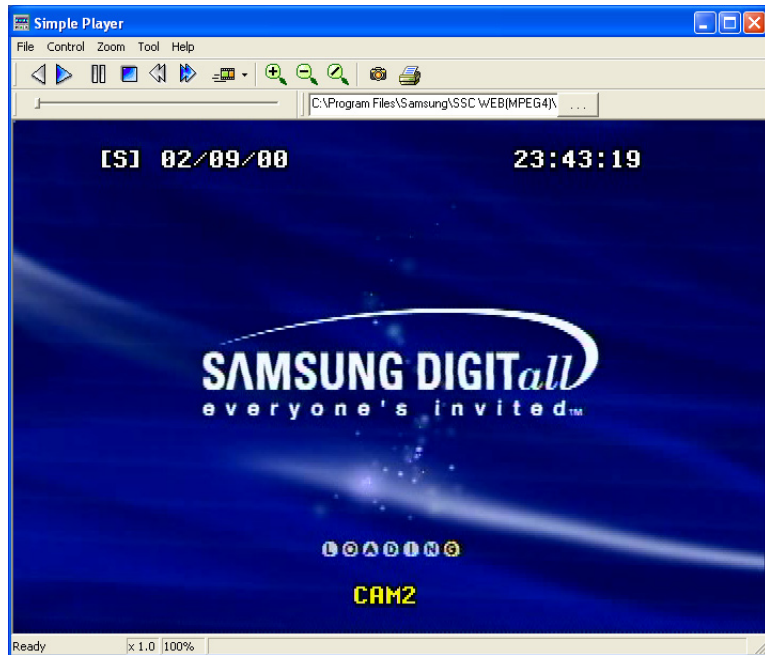 Simple Player
File Control Zoom Tool Help
C:\Program Files\Samsung\SSC WEB(MPEG4)\ ...
[S] 02/09/00 23:43:19
SAMSUNG DIGITall
everyone's invited™
LOADING
CAM2
Ready x 1.0 100%